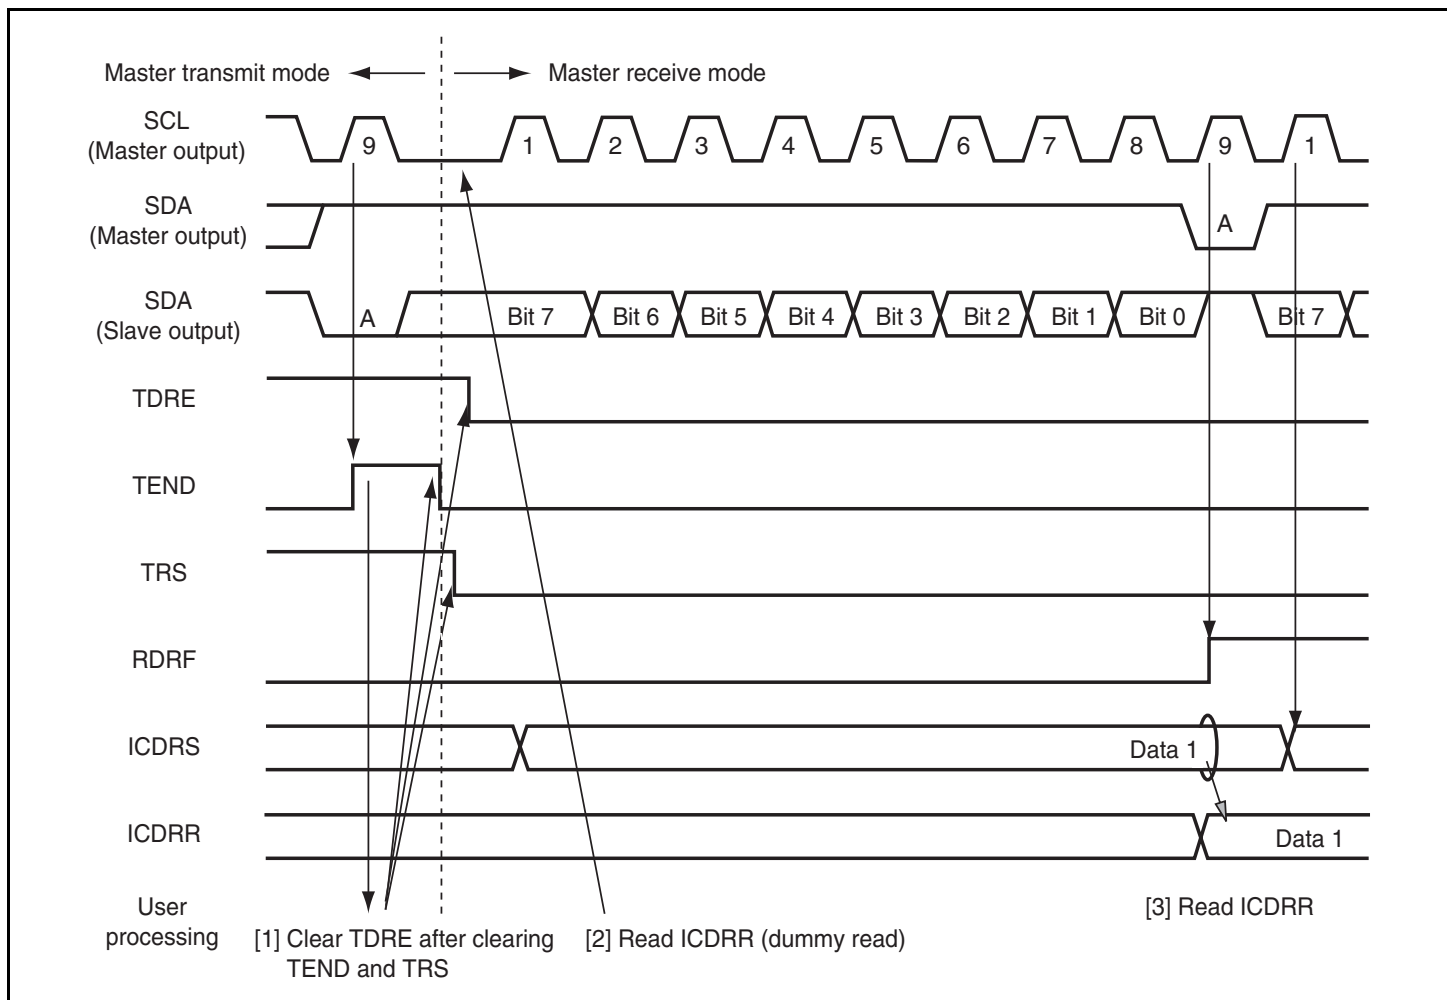 Master transmit mode
Master receive mode
SCL
(Master output)
9
1
2
3
4
5
6
7
8
9
1
SDA
(Master output)
A
SDA
(Slave output)
A
Bit 7
Bit 6
Bit 5
Bit 4
Bit 3
Bit 2
Bit 1
Bit 0
Bit 7
TDRE
TEND
TRS
RDRF
ICDRS
Data 1
ICDRR
Data 1
User
processing
[1] Clear TDRE after clearing
TEND and TRS
[2] Read ICDRR (dummy read)
[3] Read ICDRR